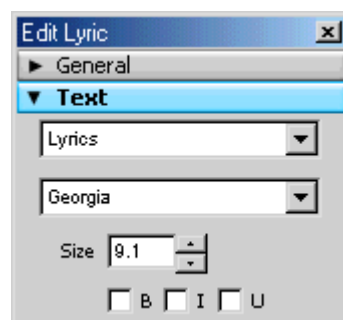 Edit Lyric
General
Text
Lyrics
Georgia
Size 9.1
B I U